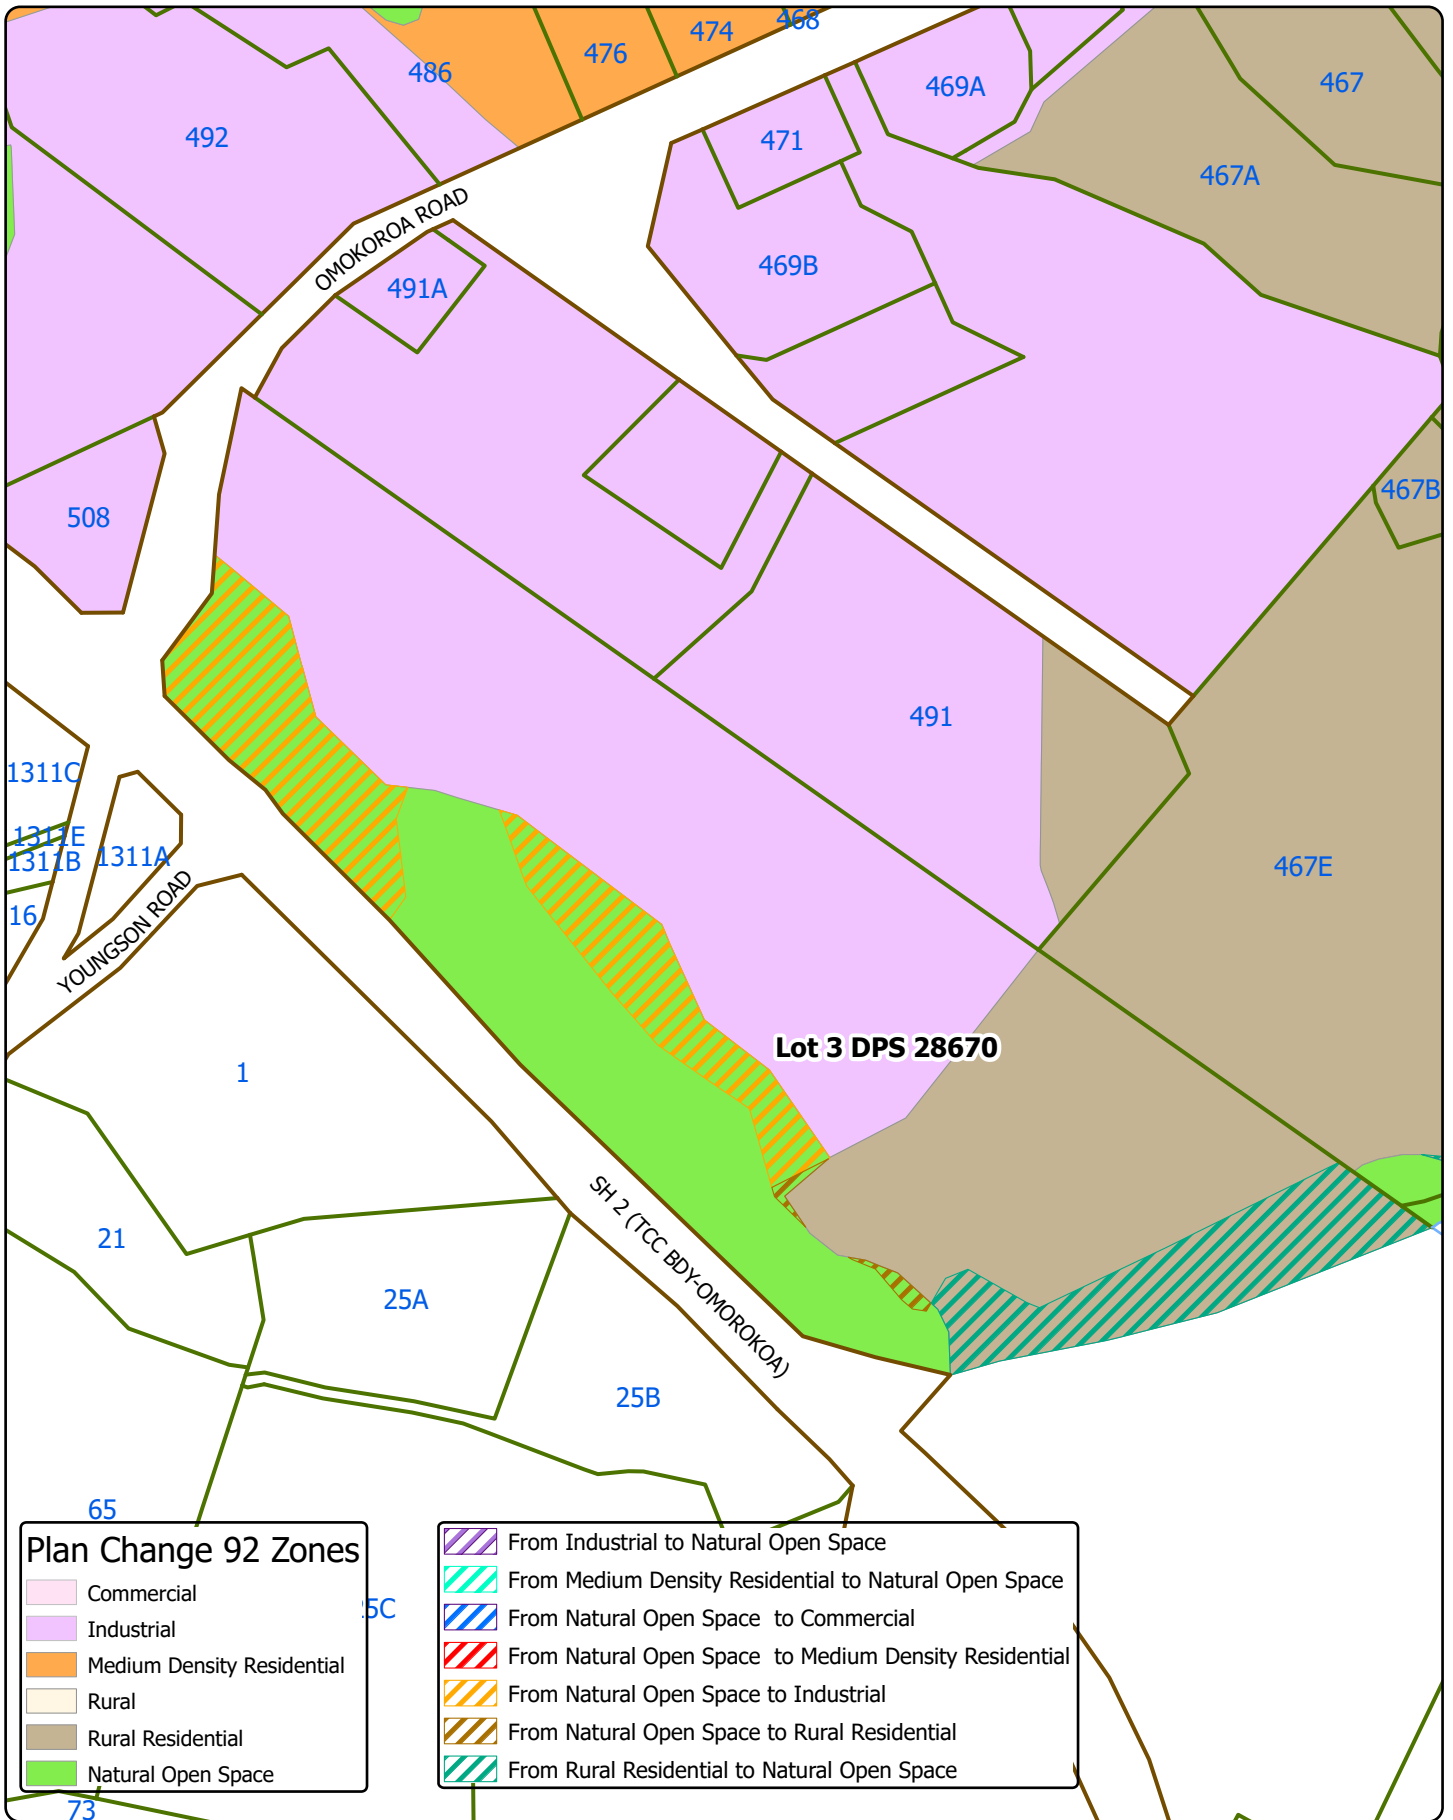 468
474
476
486
467
469A
492
471
467A
OMOKOROA ROAD
469B
491A
467B
508
491
1311C
1311E
1311B
1311A
467E
16
YOUNGSON ROAD
Lot 3 DPS 28670
1
SH 2 (TCC BDY-OMOROKOA)
21
25A
25B
65
Plan Change 92 Zones
Commercial
Industrial
Medium Density Residential
Rural
Rural Residential
Natural Open Space
5C
From Industrial to Natural Open Space
From Medium Density Residential to Natural Open Space
From Natural Open Space to Commercial
From Natural Open Space to Medium Density Residential
From Natural Open Space to Industrial
From Natural Open Space to Rural Residential
From Rural Residential to Natural Open Space
73